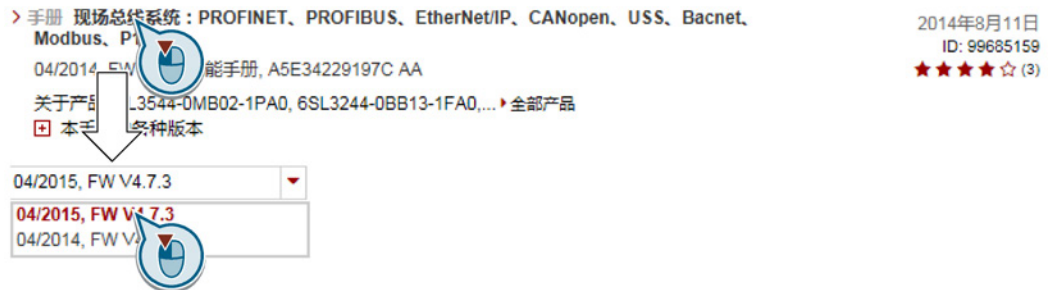 手册 现场总线系统：PROFINET、PROFIBUS、EtherNet/IP、CANopen、USS、Bacnet、
Modbus、P
04/2014, FW 能手册, A5E34229197C AA
关于产 L3544-0MB02-1PA0, 6SL3244-0BB13-1FA0,... 全部产品
本 各种版本
2014年8月11日
ID: 99685159
(3)
04/2015, FW V4.7.3
04/2015, FW V4.7.3
04/2014, FW V4